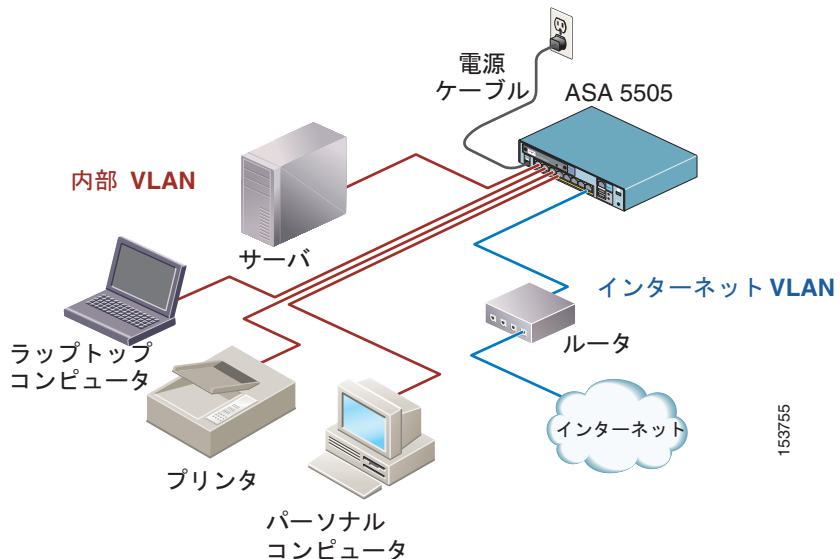 電源
ケーブル
ASA 5505
内部 VLAN
サーバ
インターネット VLAN
ラップトップ
コンピュータ
ルータ
インターネット
プリンタ
パーソナル
コンピュータ
153755